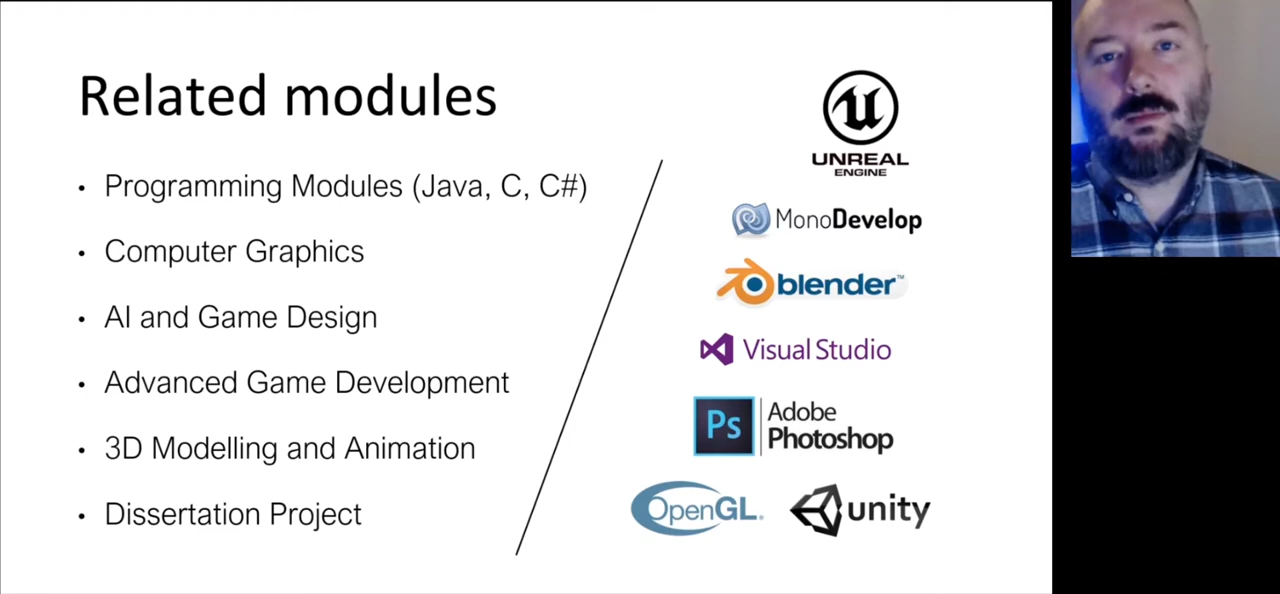 Related modules
• Programming Modules (Java, C, C#)
• Computer Graphics
• AI and Game Design
• Advanced Game Development
• 3D Modelling and Animation
• Dissertation Project
UNREAL
ENGINE
MonoDevelop
blender™
Visual Studio
Ps
Adobe
Photoshop
OpenGL®
unity